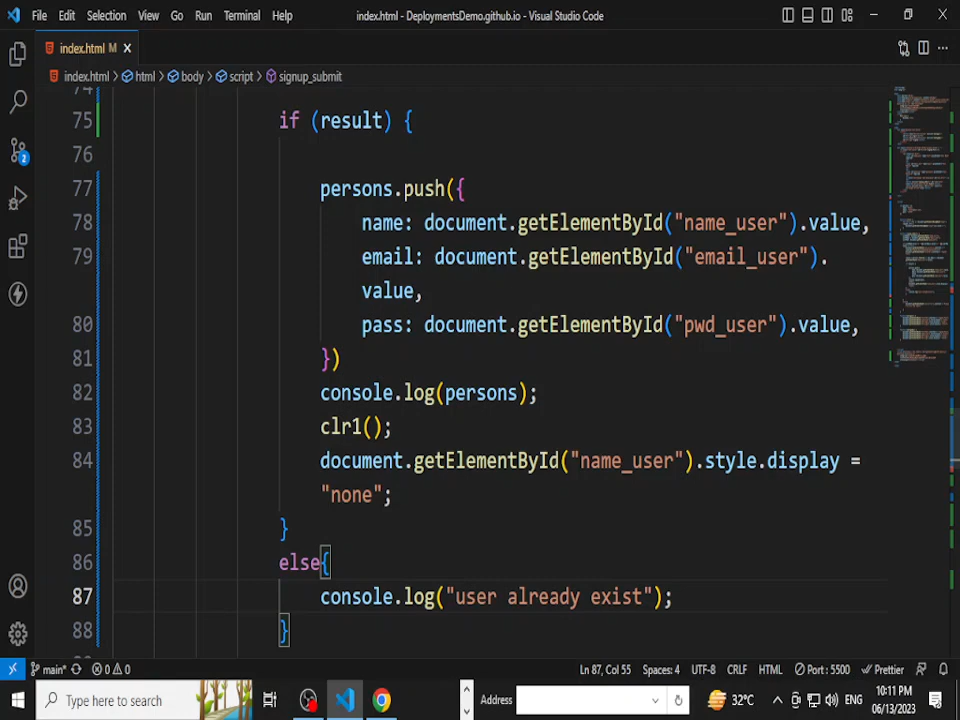 File Edit Selection View Go Run Terminal Help index.html - DeploymentsDemo.github.io - Visual Studio Code
index.html M
index.html > html > body > script > signup_submit
74
75 if (result) {
76
77 persons.push({
78 name: document.getElementById("name_user").value,
79 email: document.getElementById("email_user").
value,
80 pass: document.getElementById("pwd_user").value,
81 })
82 console.log(persons);
83 clr1();
84 document.getElementById("name_user").style.display =
"none";
85 }
86 else{
87 console.log("user already exist");
88 }
2
main* 0 0 Ln 87, Col 55 Spaces: 4 UTF-8 CRLF HTML Port : 5500 Prettier
Type here to search Address 32°C ENG 10:11 PM
06/13/2023